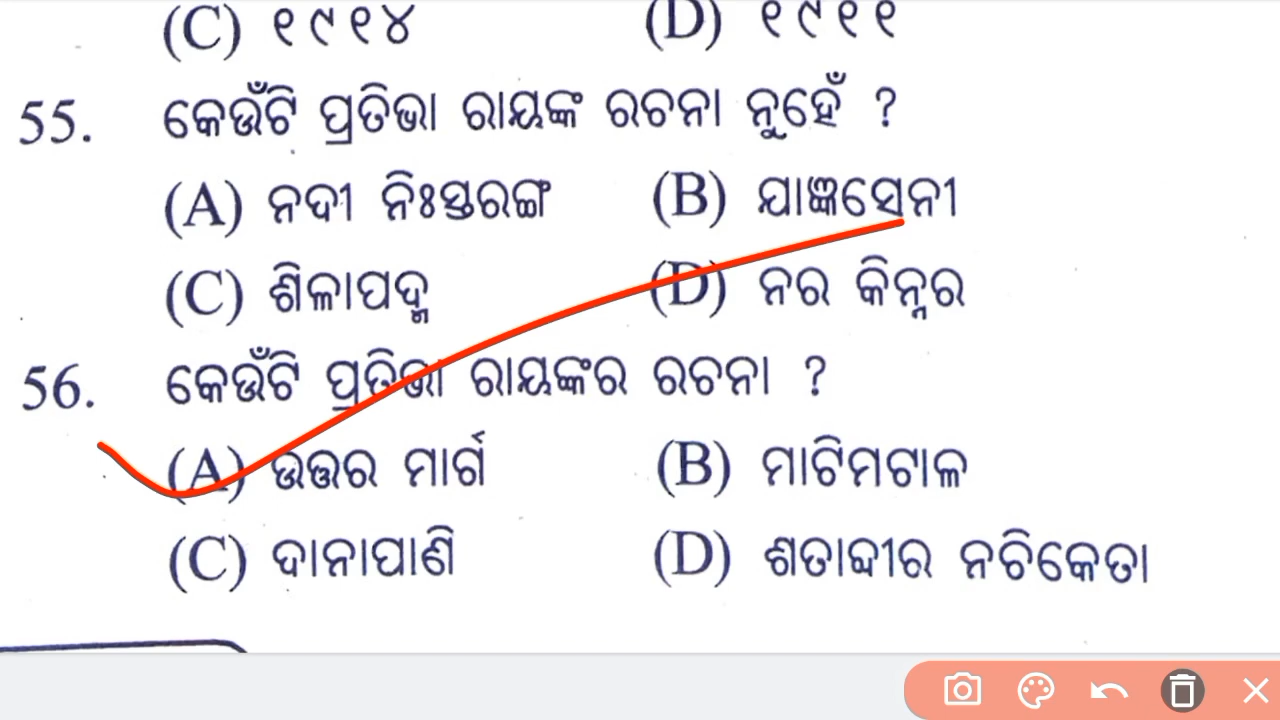 (C) ୧୯୧୪ (D) ୧୯୧୧
55. କେଉଁଟି ପ୍ରତିଭା ରାୟଙ୍କ ରଚନା ନୁହେଁ ?
(A) ନଦୀ ନିଃସ୍ତରଙ୍ଗ (B) ଯାଜ୍ଞସେନୀ
(C) ଶିଳାପଦ୍ମ (D) ନର କିନ୍ନର
56. କେଉଁଟି ପ୍ରତିଭା ରାୟଙ୍କର ରଚନା ?
(A) ଉତ୍ତର ମାର୍ଗ (B) ମାଟିମଟାଳ
(C) ଦାନାପାଣି (D) ଶତାବ୍ଦୀର ନଚିକେତା